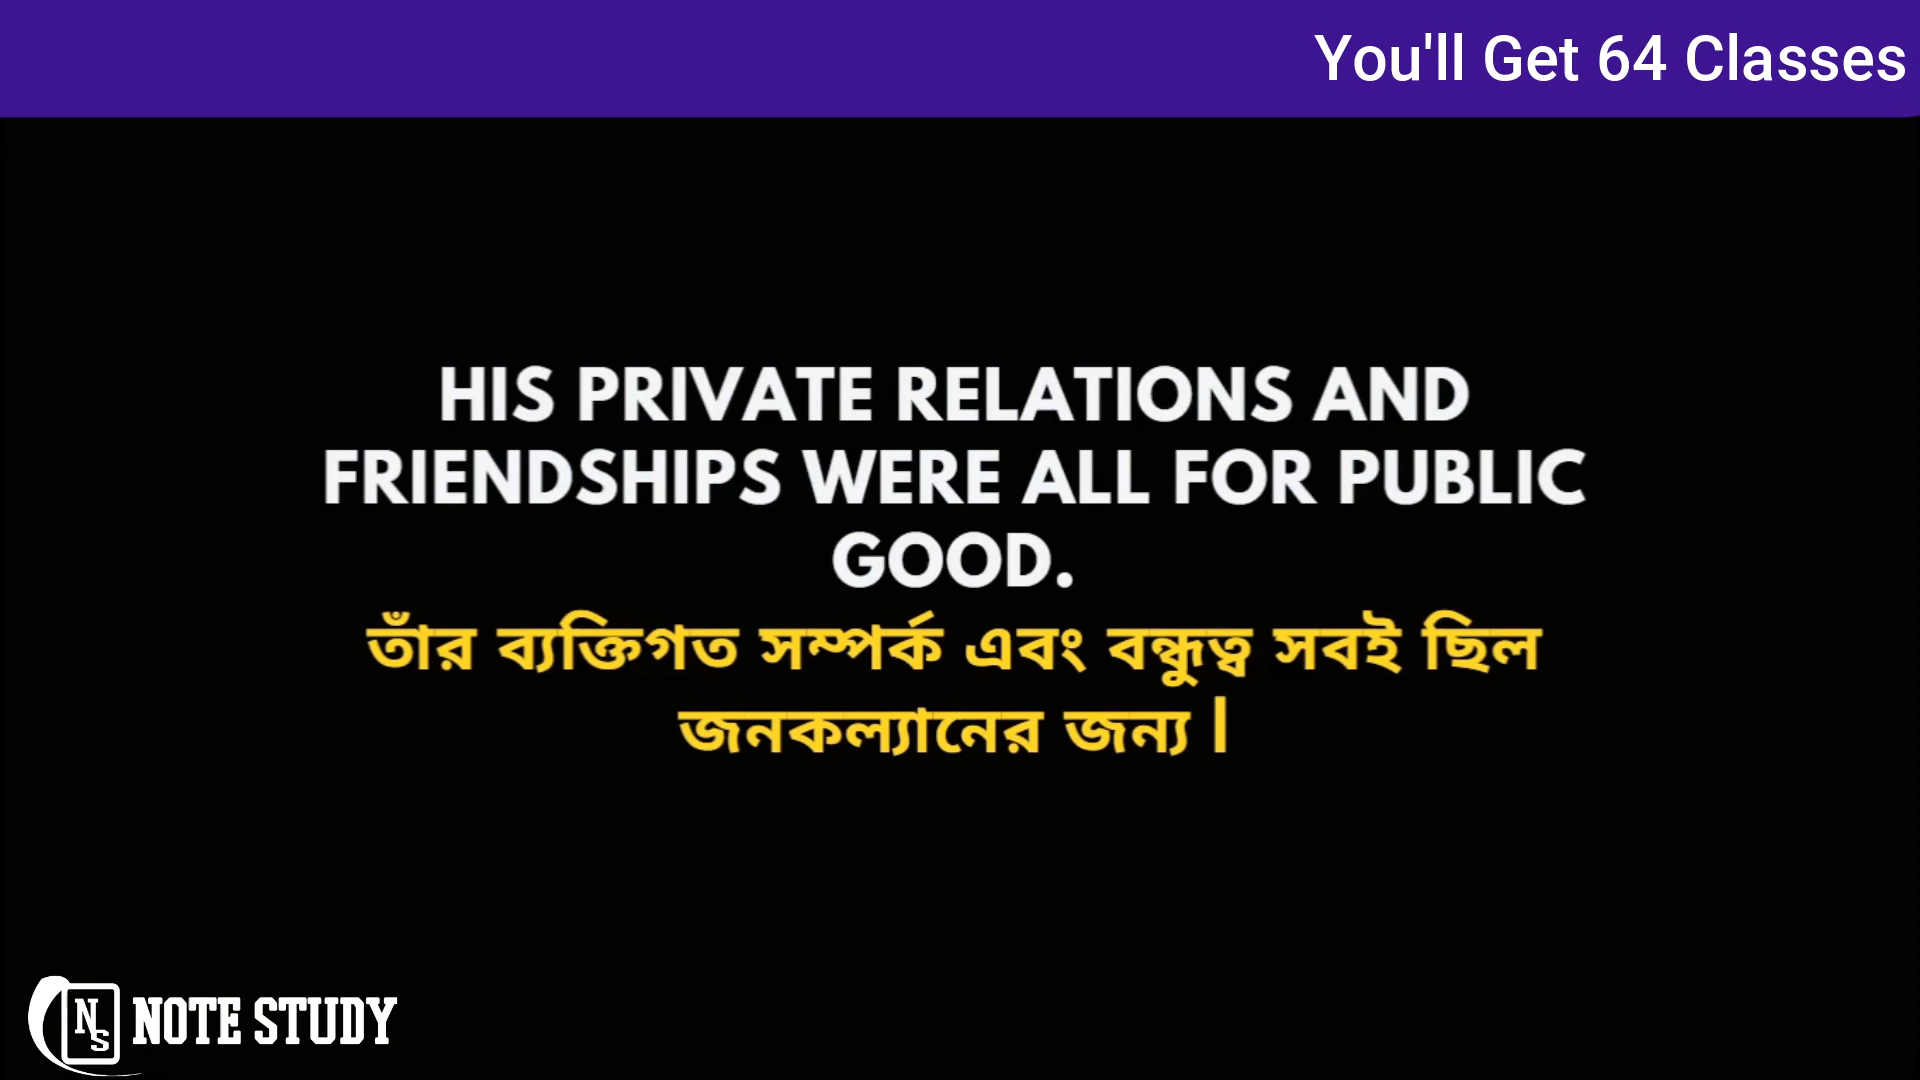 You'll Get 64 Classes
HIS PRIVATE RELATIONS AND
FRIENDSHIPS WERE ALL FOR PUBLIC
GOOD.
তাঁর ব্যক্তিগত সম্পর্ক এবং বন্ধুত্ব সবই ছিল
জনকল্যানের জন্য।
NS NOTE STUDY